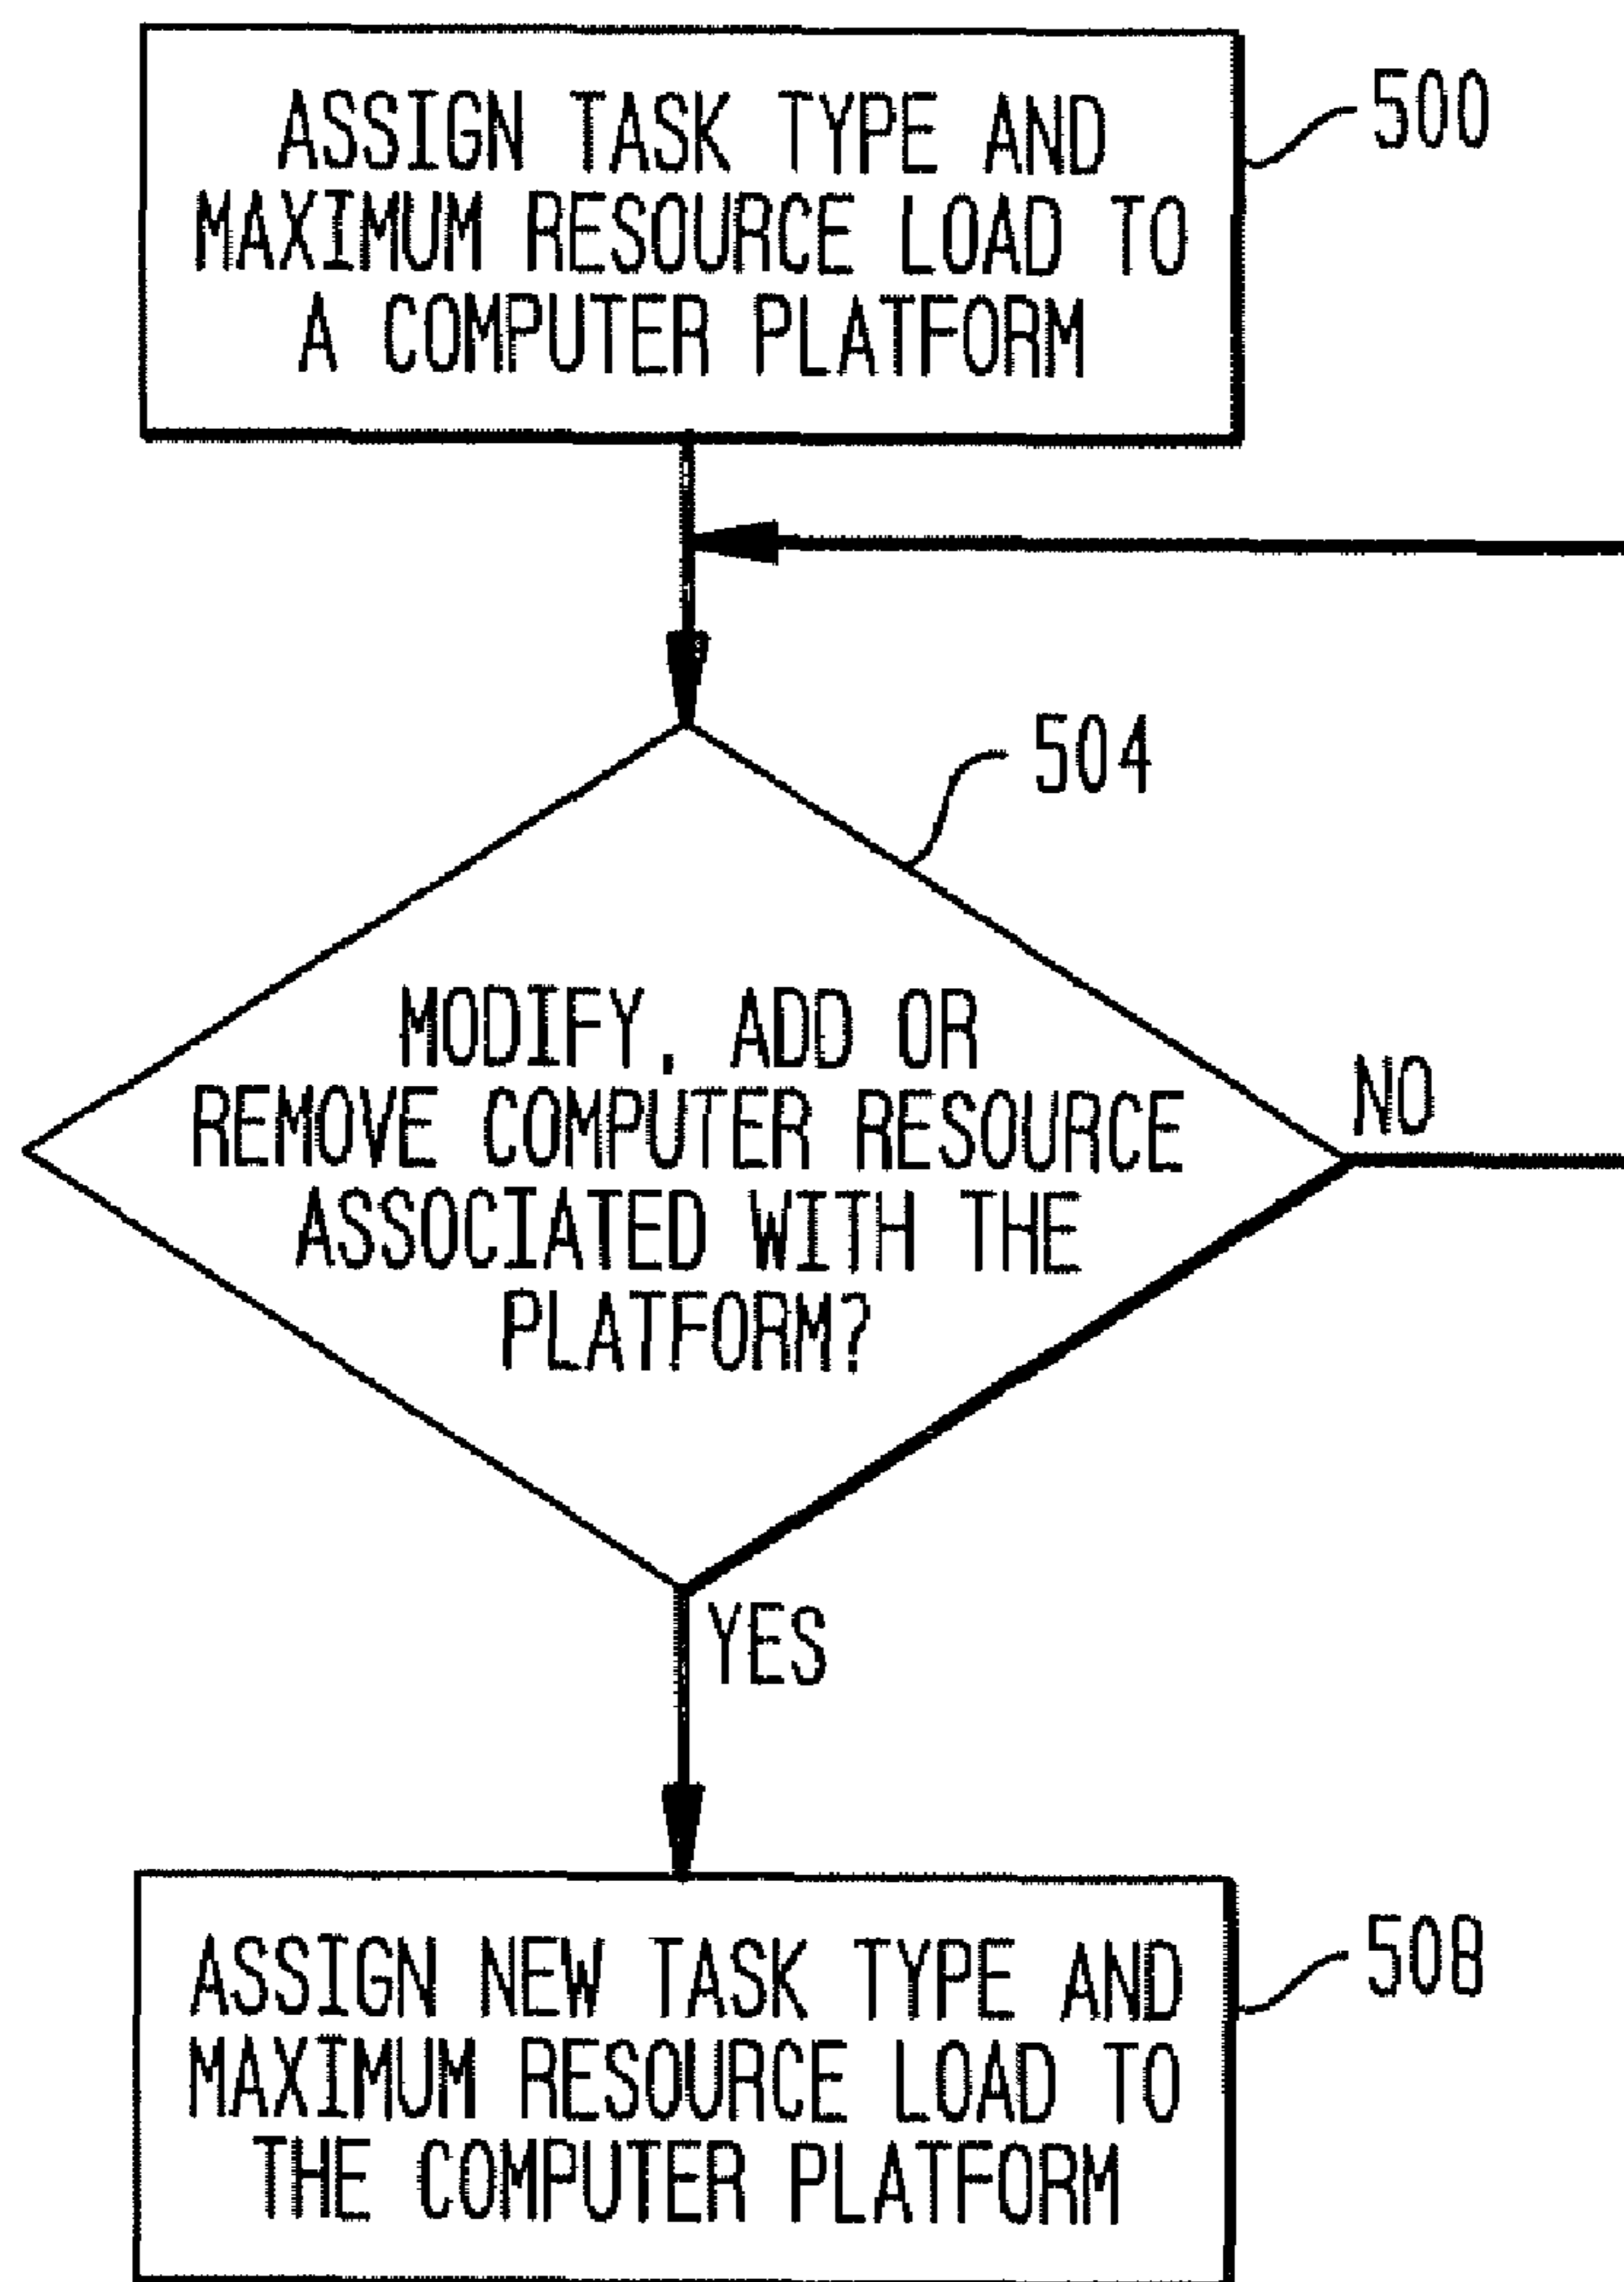 ASSIGN TASK TYPE AND
MAXIMUM RESOURCE LOAD TO
A COMPUTER PLATFORM
500
504
MODIFY, ADD OR
REMOVE COMPUTER RESOURCE
ASSOCIATED WITH THE
PLATFORM?
NO
YES
ASSIGN NEW TASK TYPE AND
MAXIMUM RESOURCE LOAD TO
THE COMPUTER PLATFORM
508